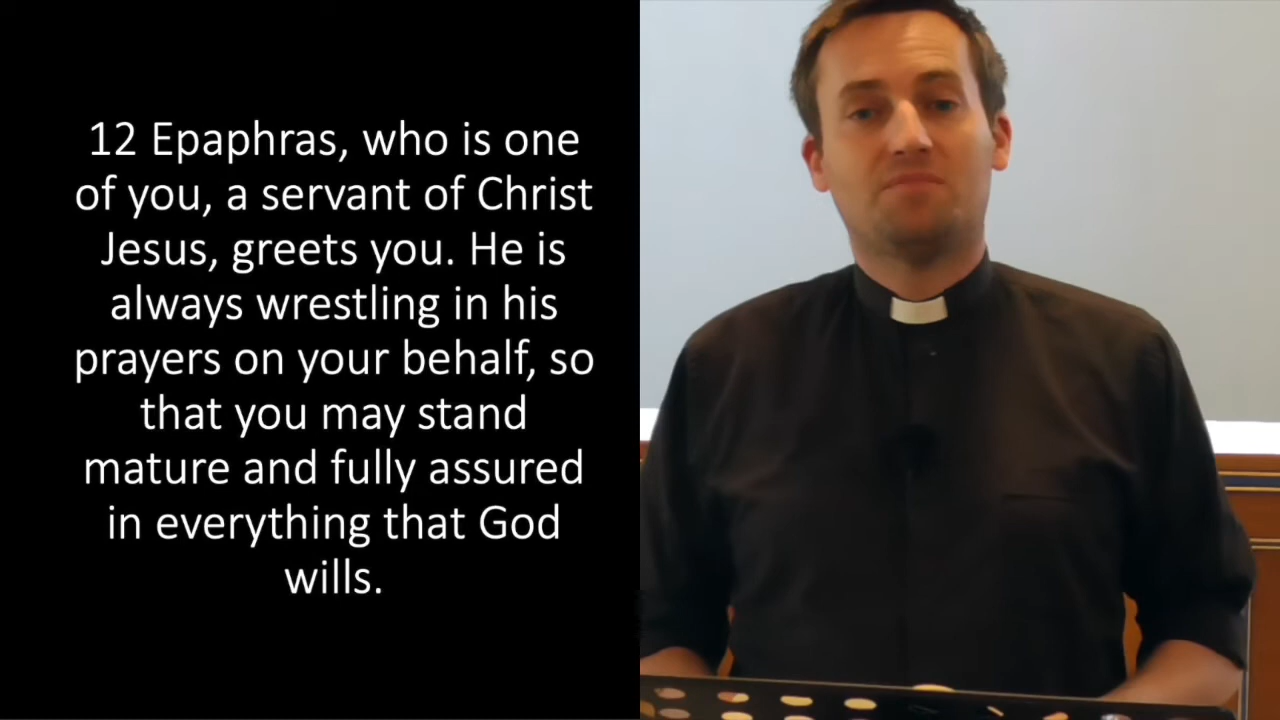 12 Epaphras, who is one
of you, a servant of Christ
Jesus, greets you. He is
always wrestling in his
prayers on your behalf, so
that you may stand
mature and fully assured
in everything that God
wills.